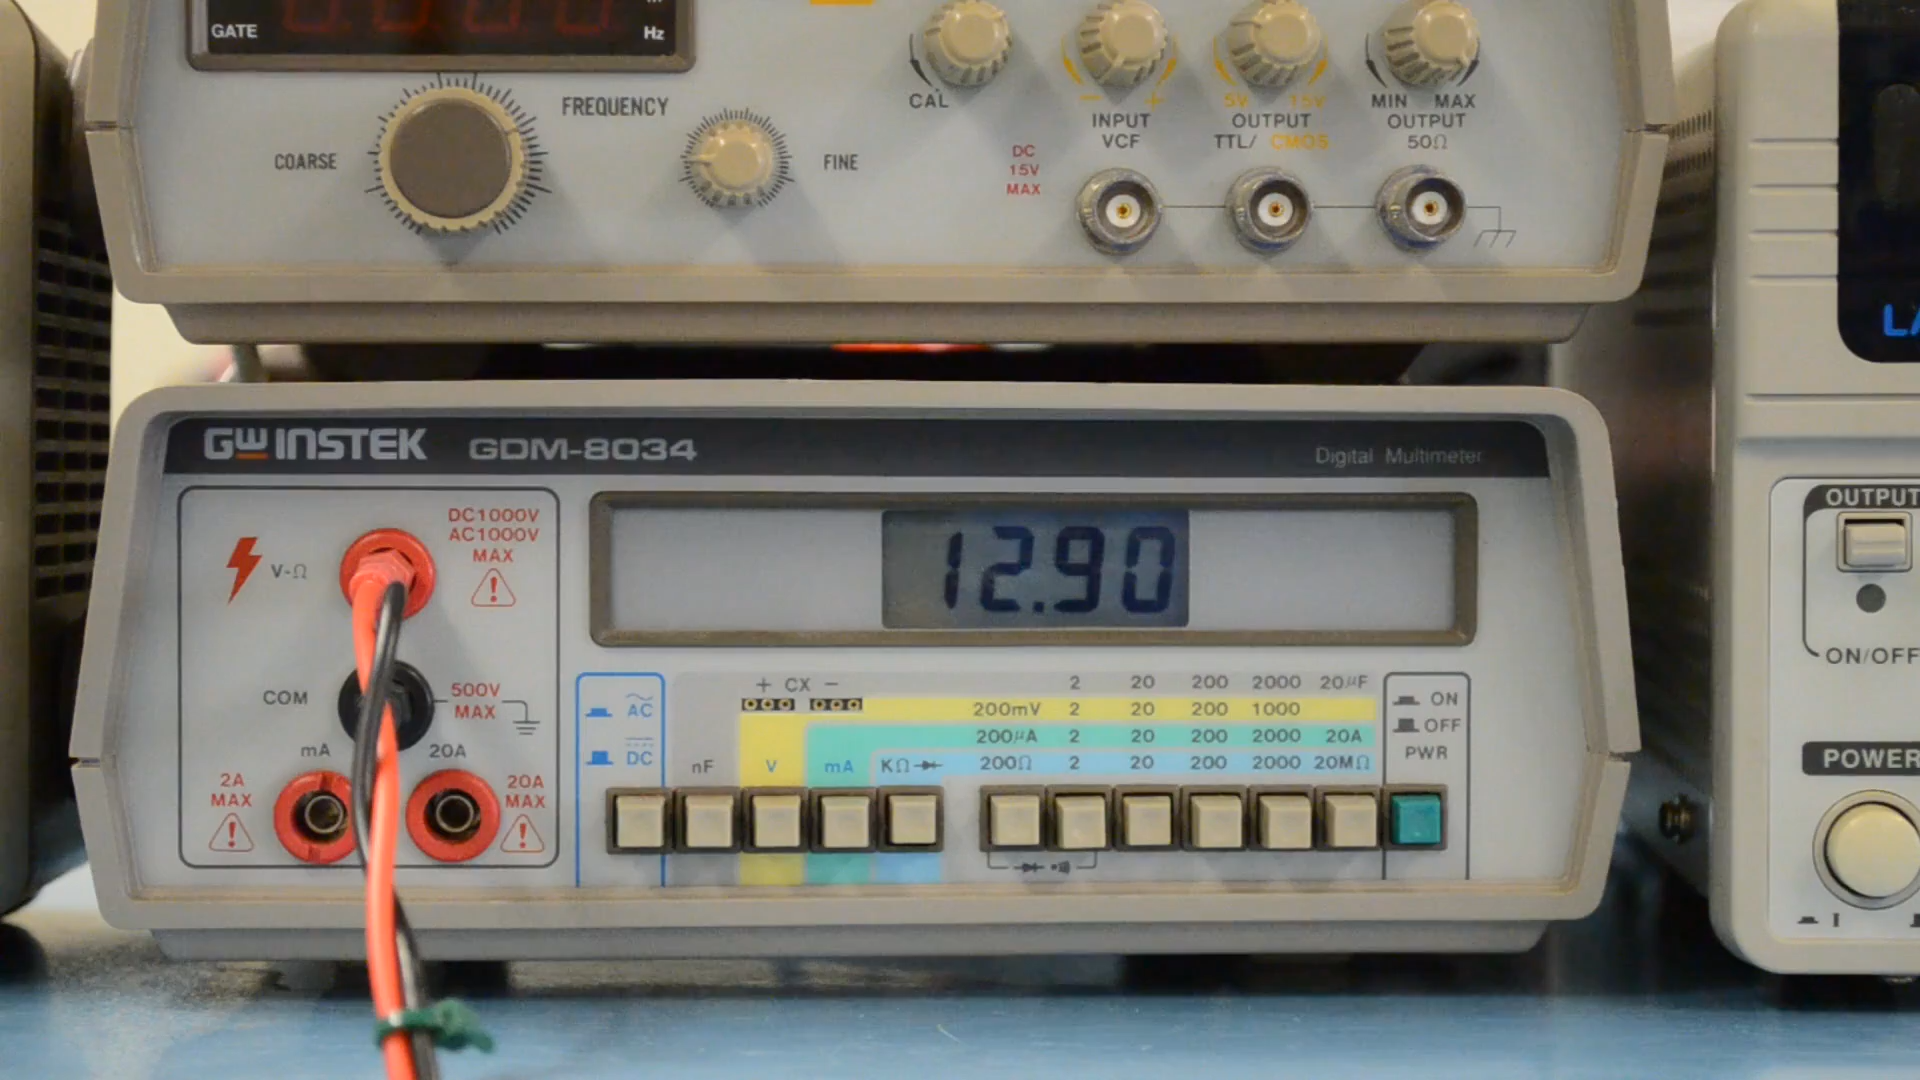 GATE
Hz
FREQUENCY
COARSE
FINE
CAL
- +
INPUT
VCF
5V 15V
OUTPUT
TTL/ CMOS
MIN MAX
OUTPUT
50Ω
DC
15V
MAX
GW INSTEK GDM-8034
Digital Multimeter
V-Ω
DC1000V
AC1000V
MAX
COM
500V
MAX
mA
20A
2A
MAX
20A
MAX
12.90
AC
DC
+ CX -
2 20 200 2000 20µF
200mV 2 20 200 1000
200µA 2 20 200 2000 20A
200Ω 2 20 200 2000 20MΩ
nF
V
mA
KΩ
ON
OFF
PWR
LA
OUTPUT
ON/OFF
POWER
I